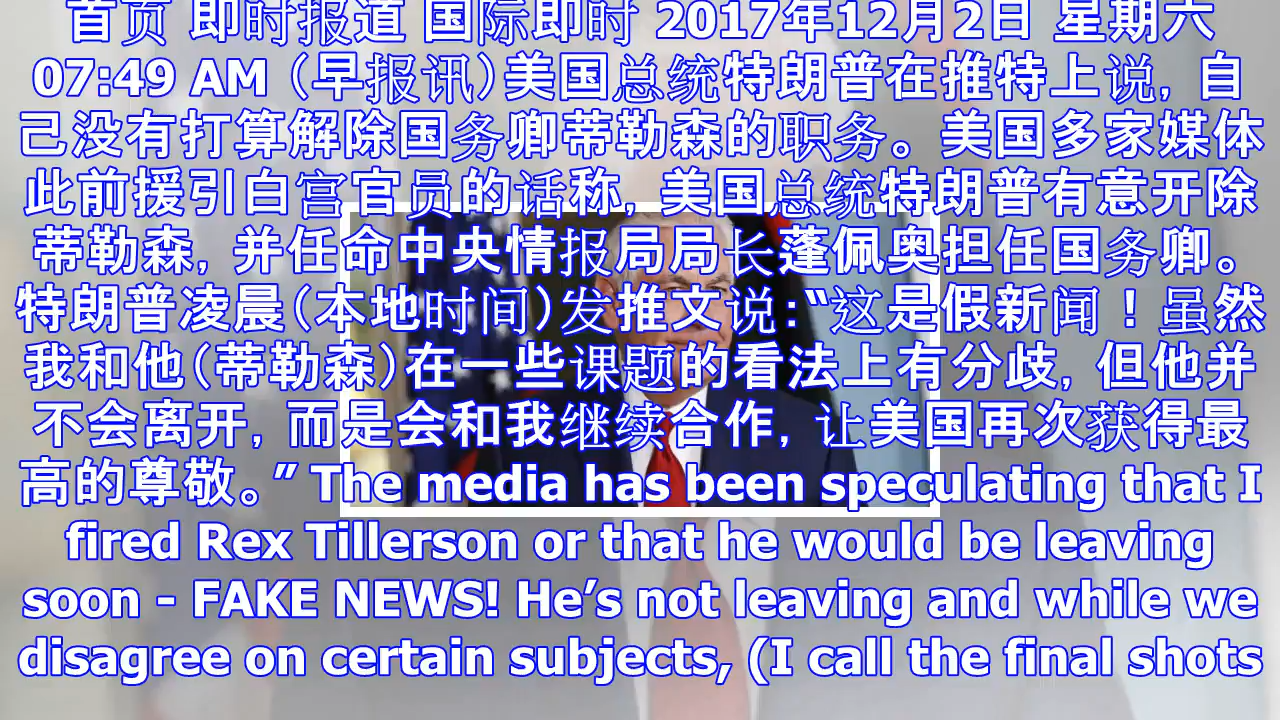 首页 即时报道 国际即时 2017年12月2日 星期六
07:49 AM（早报讯）美国总统特朗普在推特上说，自
己没有打算解除国务卿蒂勒森的职务。美国多家媒体
此前援引白宫官员的话称，美国总统特朗普有意开除
蒂勒森，并任命中央情报局局长蓬佩奥担任国务卿。
特朗普凌晨（本地时间）发推文说：“这是假新闻！虽然
我和他（蒂勒森）在一些课题的看法上有分歧，但他并
不会离开，而是会和我继续合作，让美国再次获得最
高的尊敬。” The media has been speculating that I
fired Rex Tillerson or that he would be leaving
soon - FAKE NEWS! He’s not leaving and while we
disagree on certain subjects, (I call the final shots